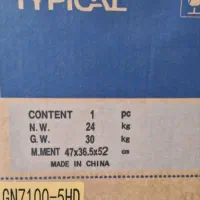 TYPICAL
CONTENT 1 pc
N.W. 24 kg
G.W. 30 kg
M.MENT 47x36.5x52 cm
MADE IN CHINA
GN7100-5HD